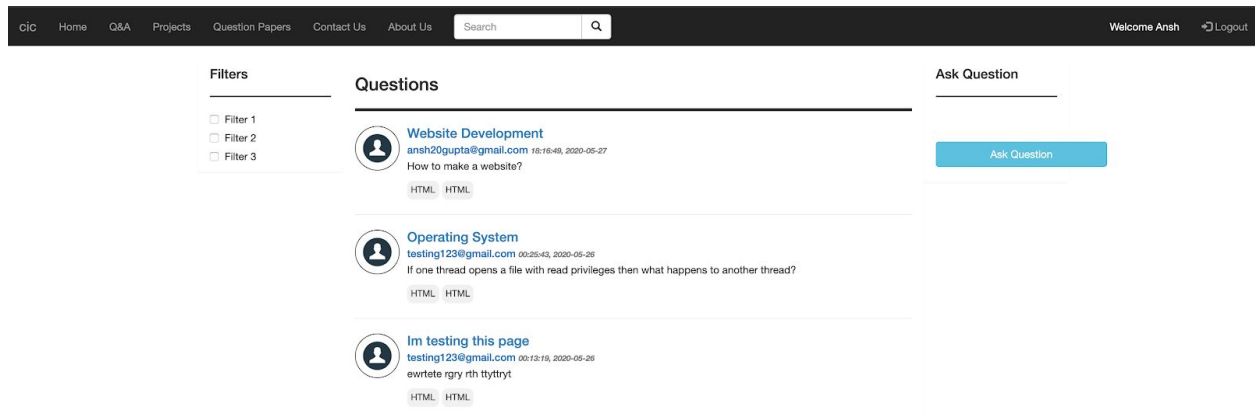 cic Home Q&A Projects Question Papers Contact Us About Us Search Welcome Ansh Logout
Filters
Filter 1
Filter 2
Filter 3
Questions
Website Development
ansh20gupta@gmail.com 18:16:49, 2020-05-27
How to make a website?
HTML HTML
Operating System
testing123@gmail.com 00:25:43, 2020-05-26
If one thread opens a file with read privileges then what happens to another thread?
HTML HTML
Im testing this page
testing123@gmail.com 00:13:19, 2020-05-26
ewrtete rgry rth ttyttryt
HTML HTML
Ask Question
Ask Question